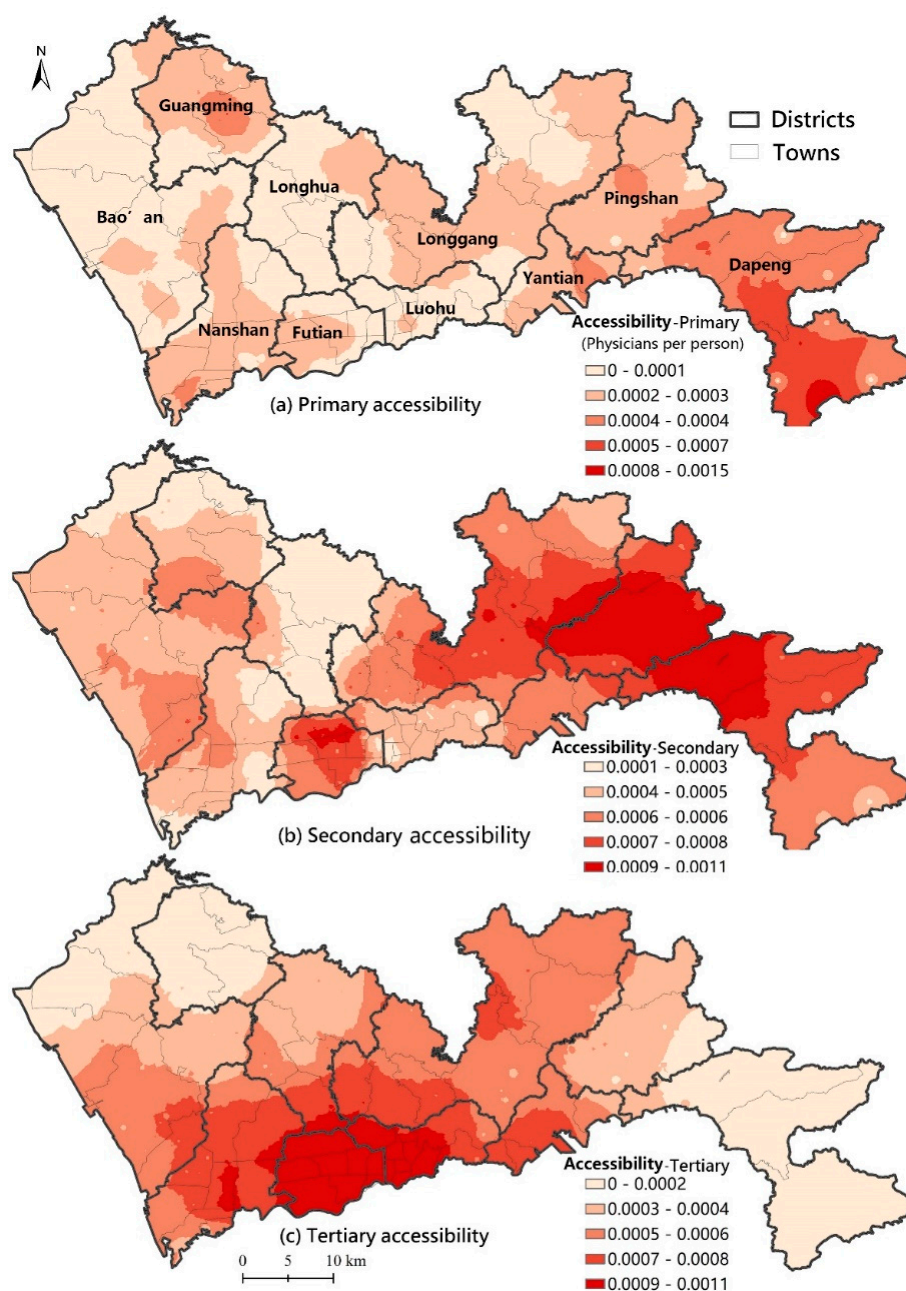 N
Guangming
Districts
Towns
Longhua
Bao' an
Pingshan
Longgang
Dapeng
Yantian
Luohu
Nanshan
Futian
Accessibility-Primary
(Physicians per person)
0 - 0.0001
0.0002 - 0.0003
0.0004 - 0.0004
0.0005 - 0.0007
0.0008 - 0.0015
(a) Primary accessibility
Accessibility-Secondary
0.0001 - 0.0003
0.0004 - 0.0005
0.0006 - 0.0006
0.0007 - 0.0008
0.0009 - 0.0011
(b) Secondary accessibility
Accessibility-Tertiary
0 - 0.0002
0.0003 - 0.0004
0.0005 - 0.0006
0.0007 - 0.0008
0.0009 - 0.0011
(c) Tertiary accessibility
0 5 10 km